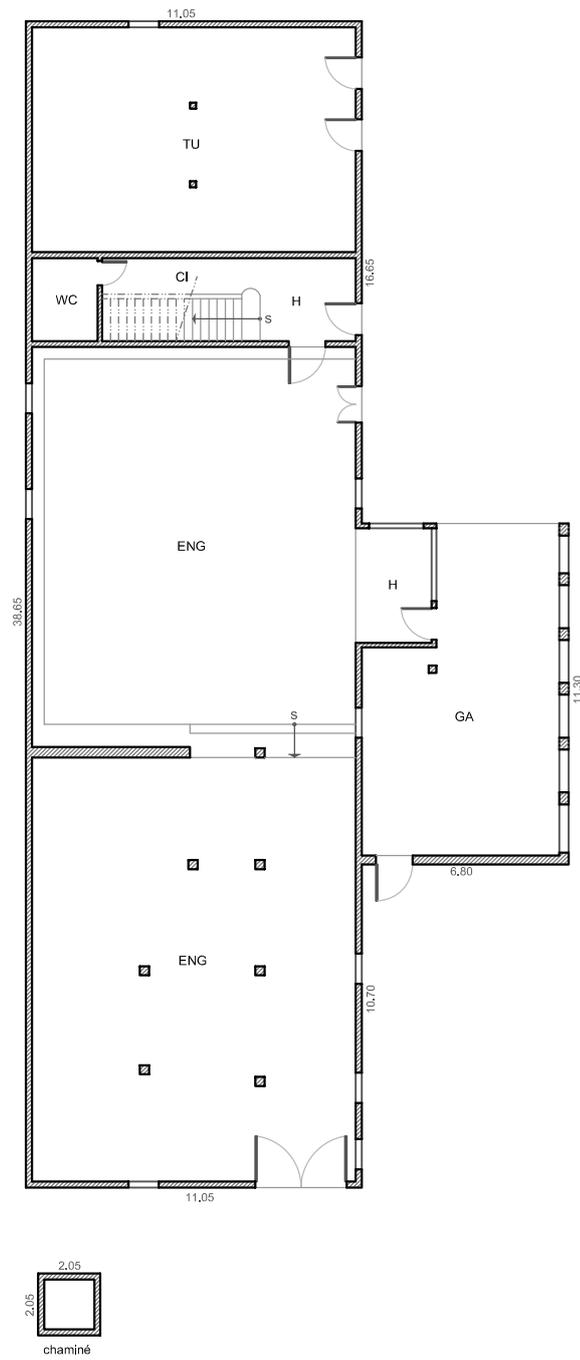 11.05
TU
16.65
CI
WC
H
S
ENG
H
38.65
11.30
S
GA
6.80
ENG
10.70
11.05
2.05
2.05
chaminé